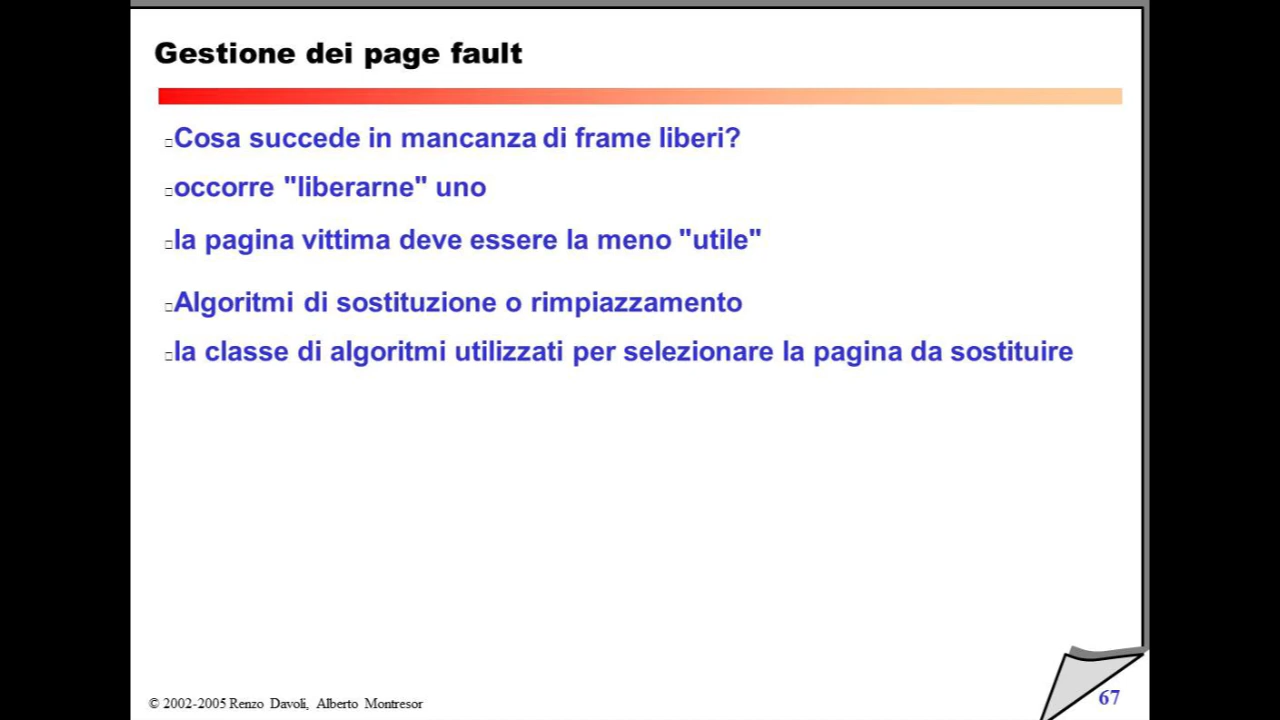 Gestione dei page fault
Cosa succede in mancanza di frame liberi?
occorre "liberarne" uno
la pagina vittima deve essere la meno "utile"
Algoritmi di sostituzione o rimpiazzamento
la classe di algoritmi utilizzati per selezionare la pagina da sostituire
© 2002-2005 Renzo Davoli, Alberto Montresor
67